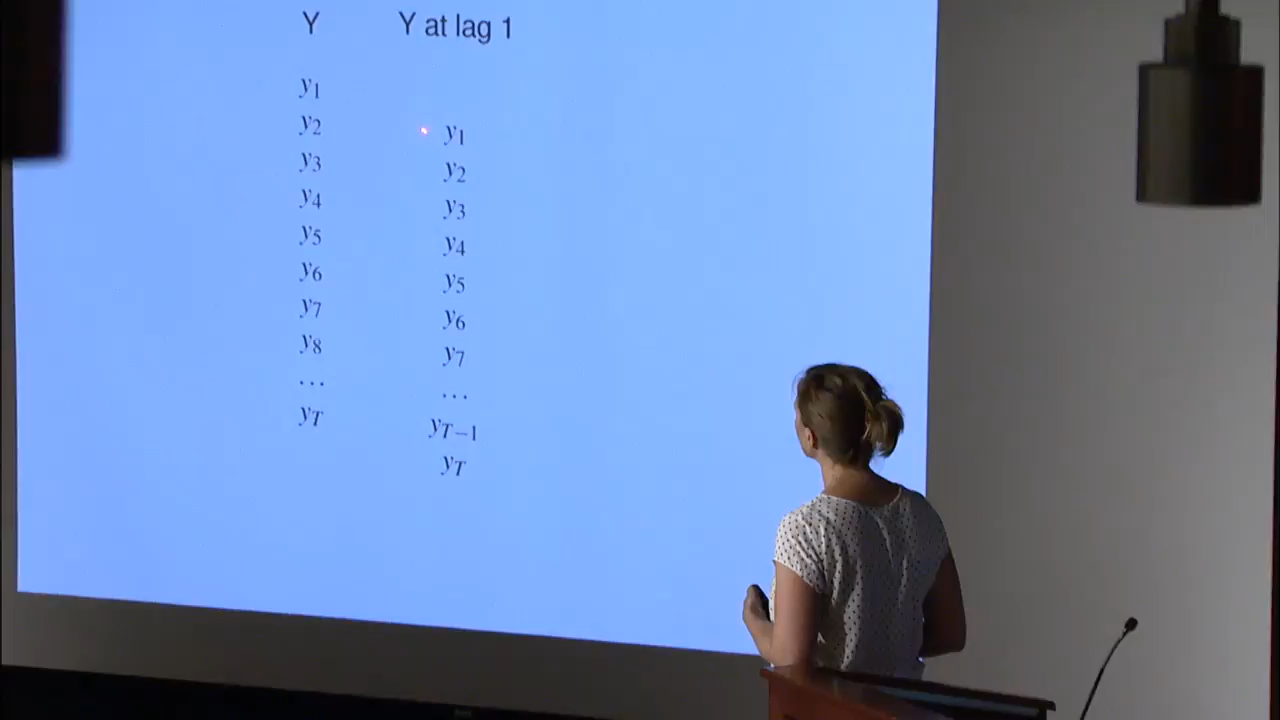 Y Y at lag 1
y1
y2 y1
y3 y2
y4 y3
y5 y4
y6 y5
y7 y6
y8 y7
... ...
yT yT−1
yT